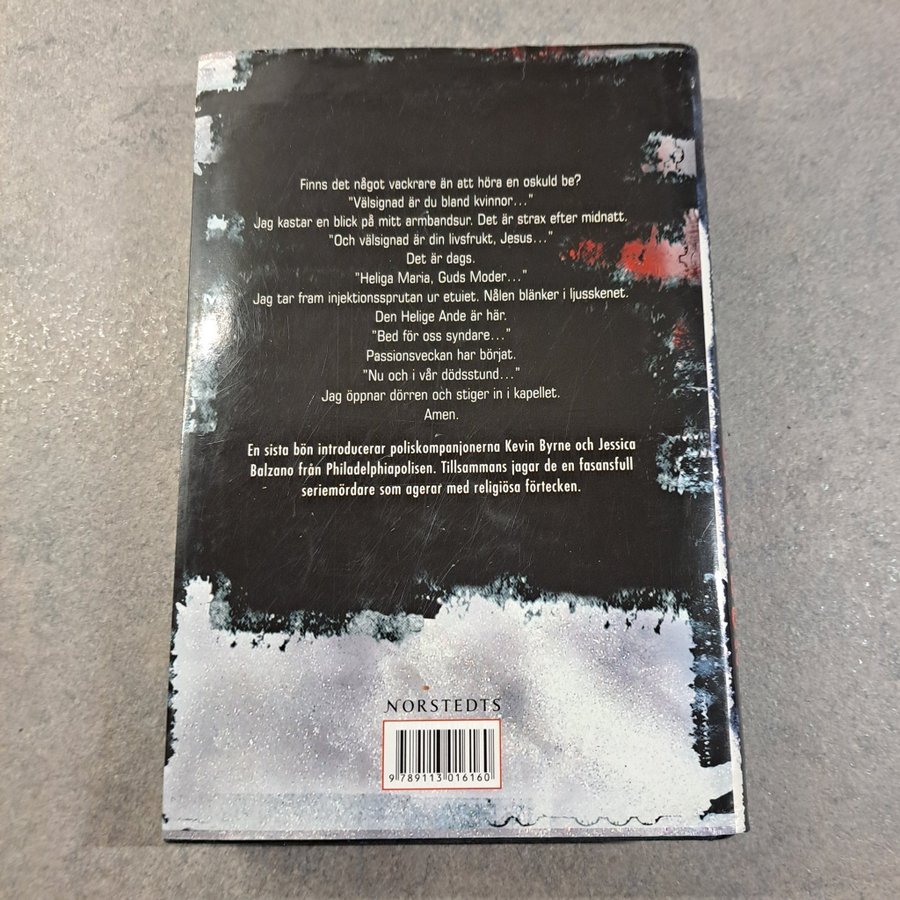 Finns det något vackrare än att höra en oskuld be?
"Välsignad är du bland kvinnor..."
Jag kastar en blick på mitt armbandsur. Det är strax efter midnatt.
"Och välsignad är din livsfrukt, Jesus..."
Det är dags.
"Heliga Maria, Guds Moder..."
Jag tar fram injektionssprutan ur etuiet. Nålen blänker i ljusskenet.
Den Helige Ande är här.
"Bed för oss syndare..."
Passionsveckan har börjat.
"Nu och i vår dödsstund..."
Jag öppnar dörren och stiger in i kapellet.
Amen.
En sista bön introducerar poliskompanjonerna Kevin Byrne och Jessica
Balzano från Philadelphiapolisen. Tillsammans jagar de en fasansfull
seriemördare som agerar med religiösa förtecken.
NORSTEDTS
9 789113 016160